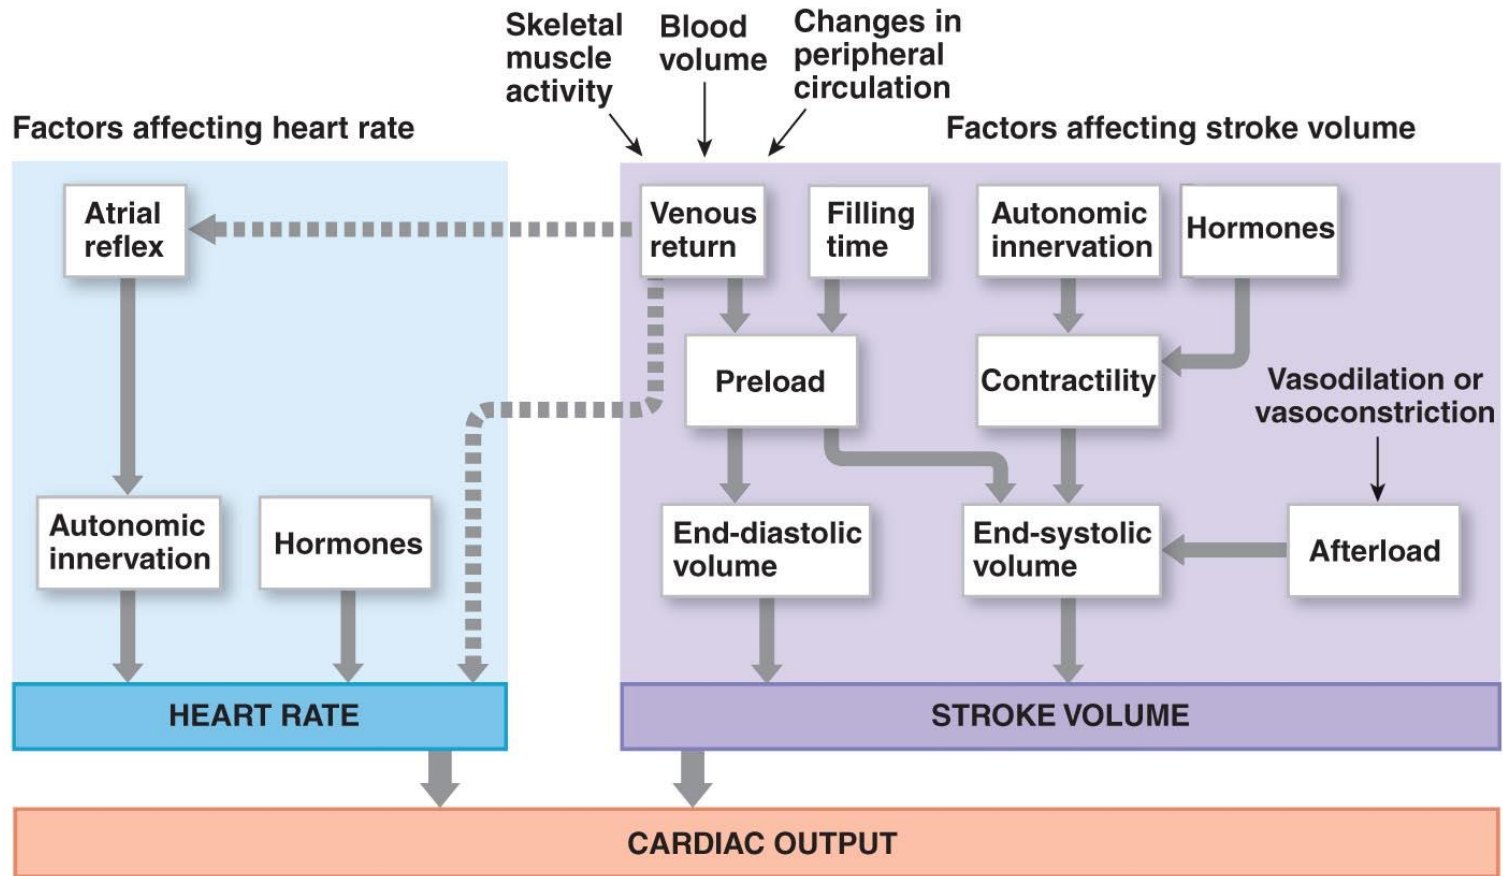 Skeletal
muscle
activity
Blood
volume
Changes in
peripheral
circulation
Factors affecting heart rate
Factors affecting stroke volume
Atrial
reflex
Venous
return
Filling
time
Autonomic
innervation
Hormones
Preload
Contractility
Vasodilation or
vasoconstriction
Autonomic
innervation
Hormones
End-diastolic
volume
End-systolic
volume
Afterload
HEART RATE
STROKE VOLUME
CARDIAC OUTPUT